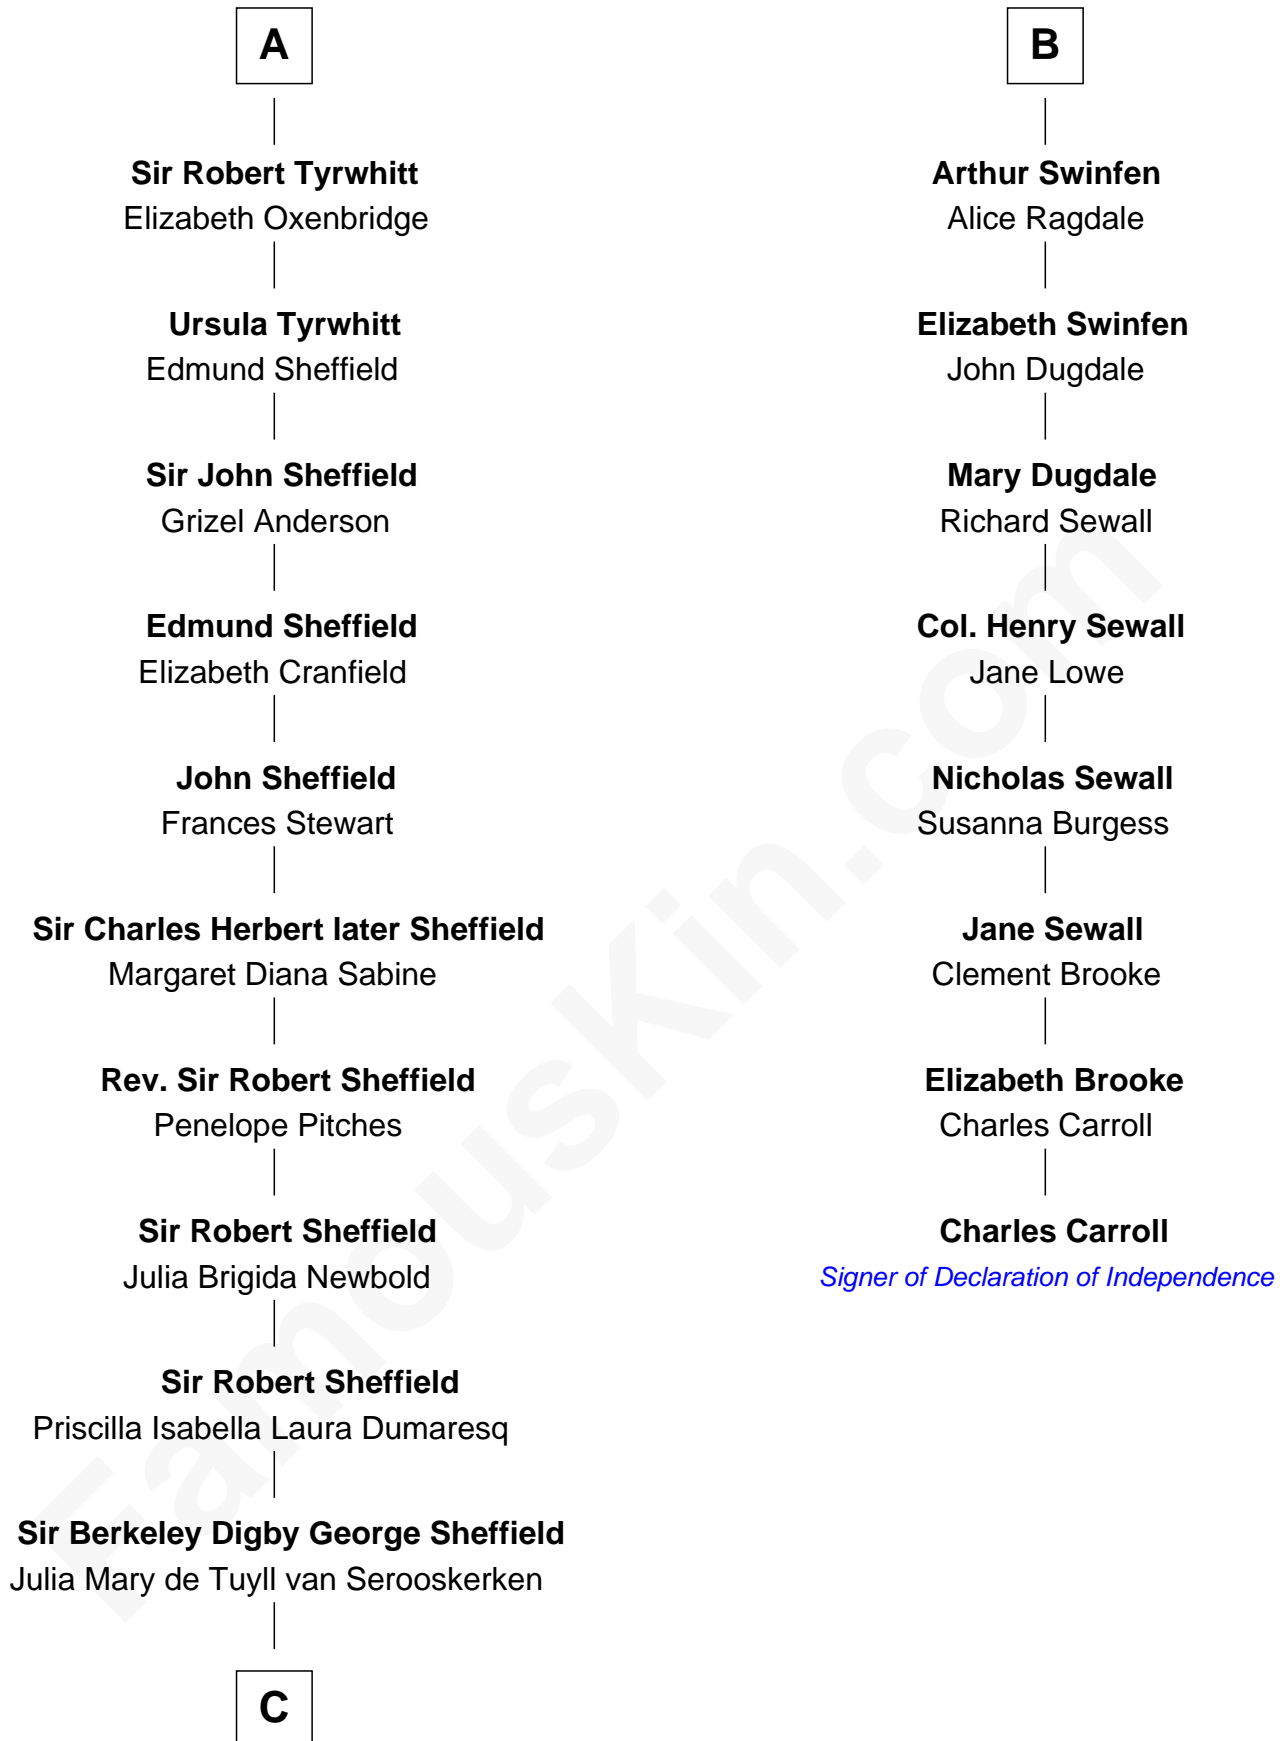 A
Sir Robert Tyrwhitt
Elizabeth Oxenbridge
Ursula Tyrwhitt
Edmund Sheffield
Sir John Sheffield
Grizel Anderson
Edmund Sheffield
Elizabeth Cranfield
John Sheffield
Frances Stewart
Sir Charles Herbert later Sheffield
Margaret Diana Sabine
Rev. Sir Robert Sheffield
Penelope Pitches
Sir Robert Sheffield
Julia Brigida Newbold
Sir Robert Sheffield
Priscilla Isabella Laura Dumaresq
Sir Berkeley Digby George Sheffield
Julia Mary de Tuyll van Serooskerken
C
B
Arthur Swinfen
Alice Ragdale
Elizabeth Swinfen
John Dugdale
Mary Dugdale
Richard Sewall
Col. Henry Sewall
Jane Lowe
Nicholas Sewall
Susanna Burgess
Jane Sewall
Clement Brooke
Elizabeth Brooke
Charles Carroll
Charles Carroll
Signer of Declaration of Independence
FamousKin.com